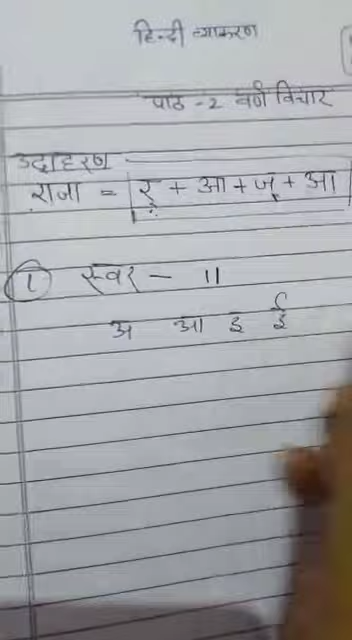 हिन्दी व्याकरण
पाठ - 2 वर्ण विचार
उदाहरण -
राजा = र् + आ + ज् + आ
1 स्वर - 11
अ आ इ ई